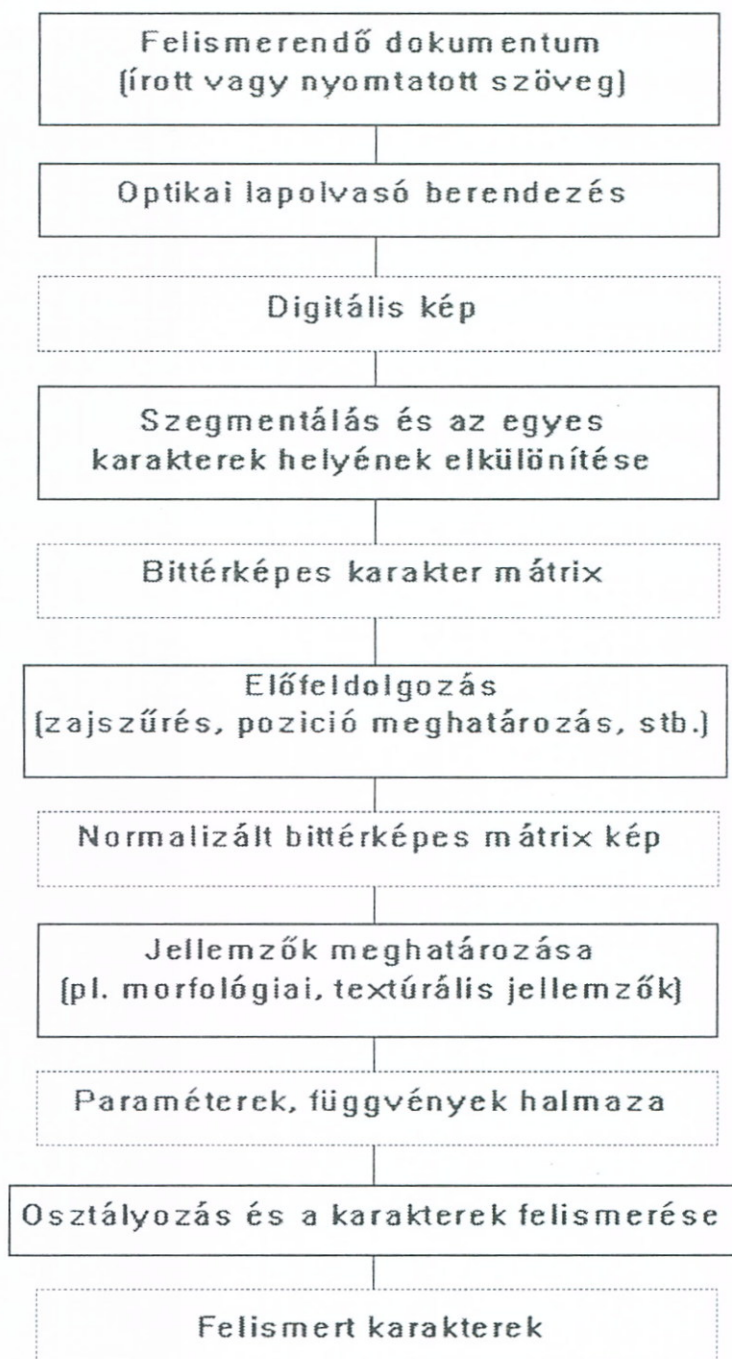 Felismerendő dokumentum
(írott vagy nyomtatott szöveg)
Optikai lapolvasó berendezés
Digitális kép
Szegmentálás és az egyes
karakterek helyének elkülönítése
Bittérképes karakter mátrix
Előfeldolgozás
(zajszűrés, pozició meghatározás, stb.)
Normalizált bittérképes mátrix kép
Jellemzők meghatározása
(pl. morfológiai, textúrális jellemzők)
Paraméterek, függvények halmaza
Osztályozás és a karakterek felismerése
Felismert karakterek